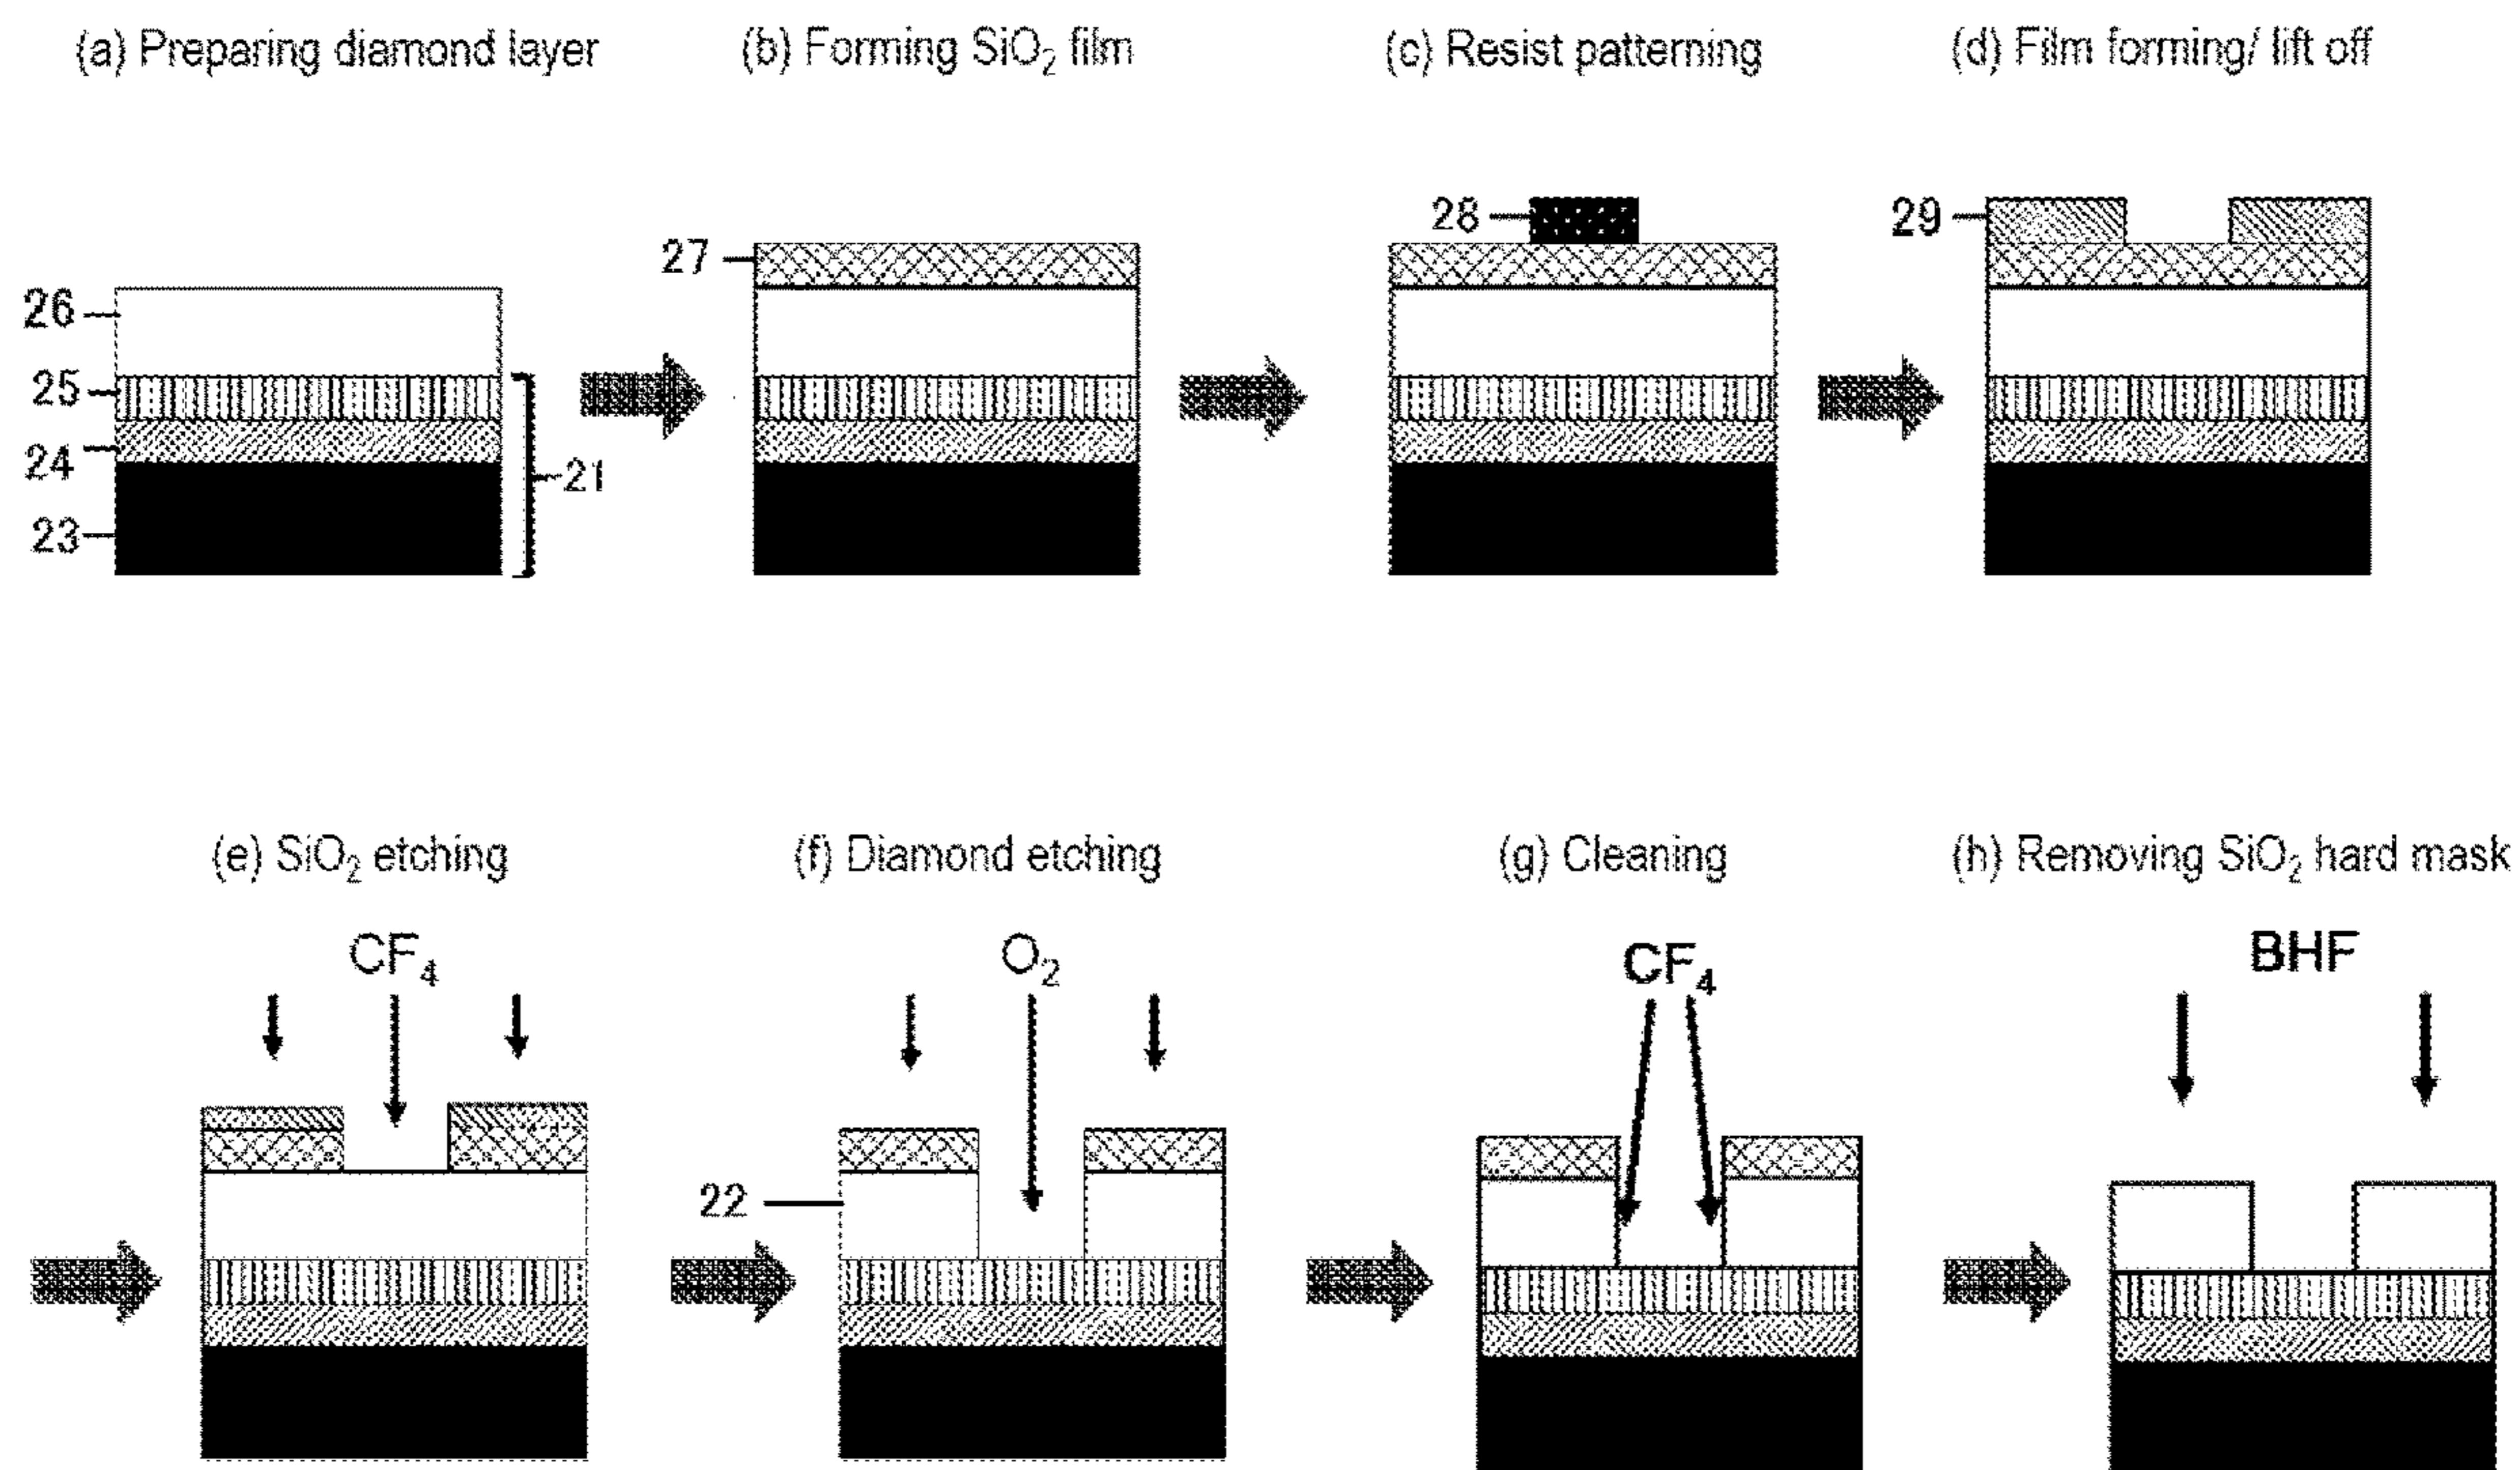 (a) Preparing diamond layer
(b) Forming SiO₂ film
(c) Resist patterning
(d) Film forming/ lift off
28
29
27
26
25
24
21
23
(e) SiO₂ etching
(f) Diamond etching
(g) Cleaning
(h) Removing SiO₂ hard mask
CF₄
O₂
CF₄
BHF
22